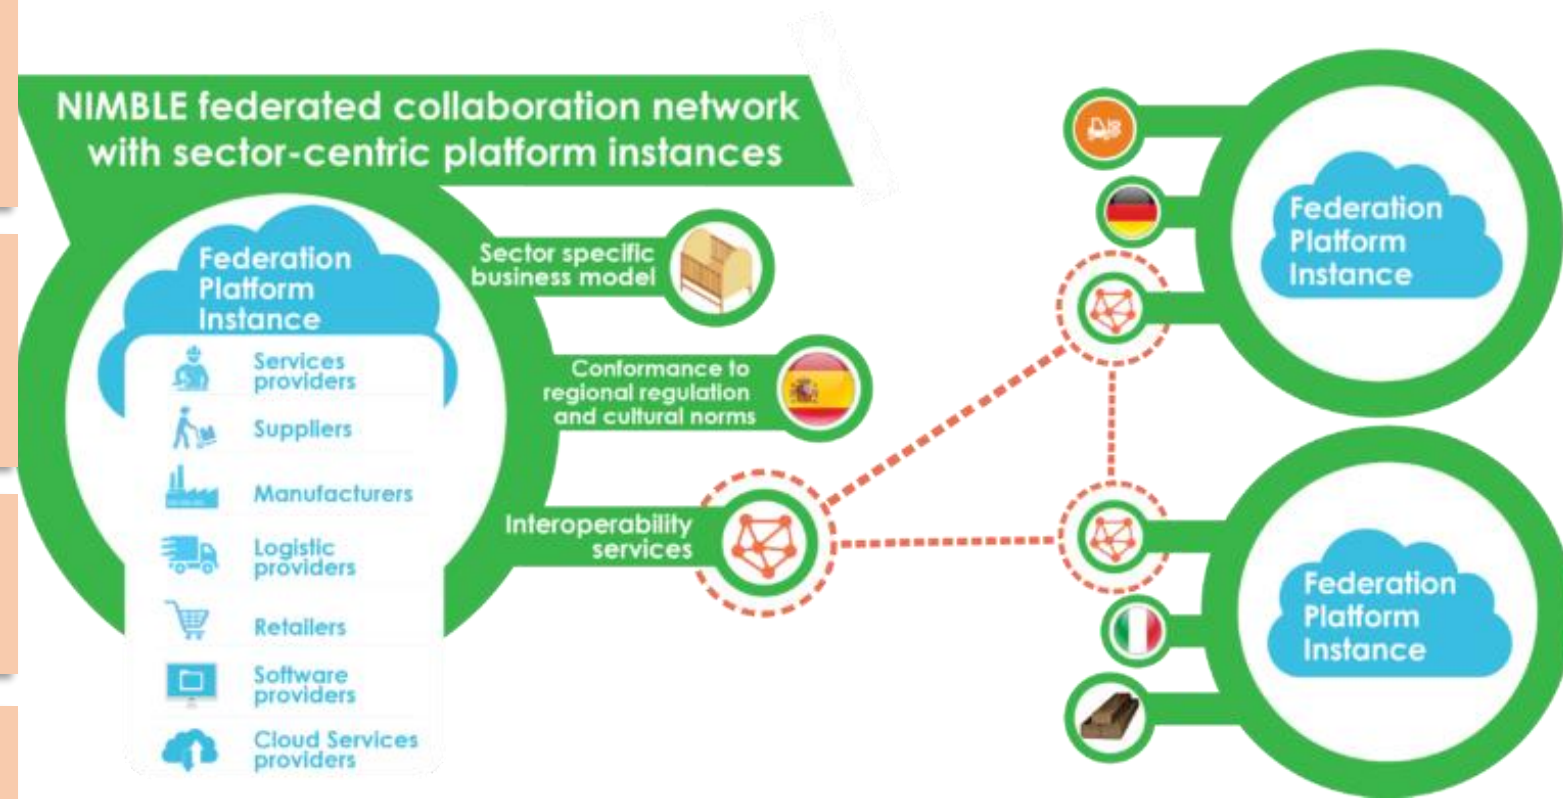 NIMBLE federated collaboration network
with sector-centric platform instances
Federation
Platform
Instance
Services
providers
Suppliers
Manufacturers
Logistic
providers
Retailers
Software
providers
Cloud Services
providers
Sector specific
business model
Conformance to
regional regulation
and cultural norms
Interoperability
services
Federation
Platform
Instance
Federation
Platform
Instance